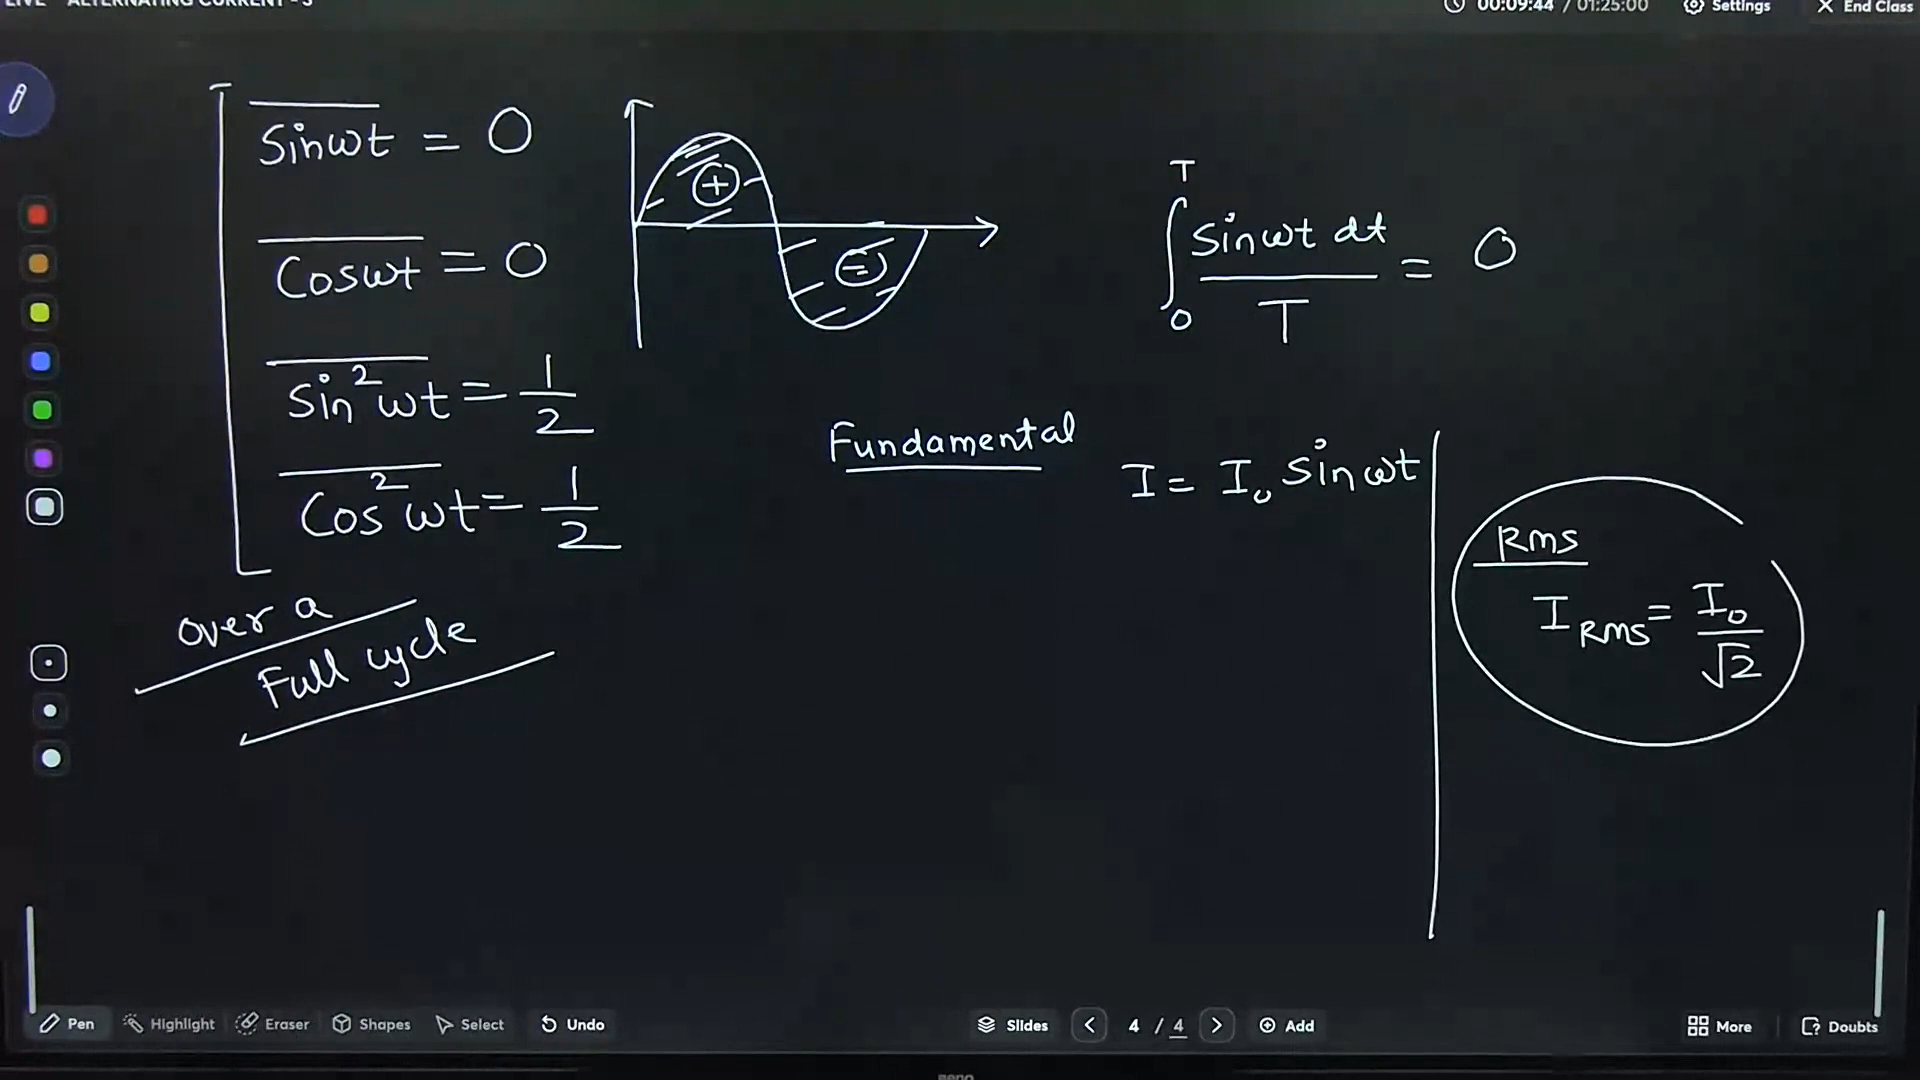 LIVE - ALTERNATING CURRENT - 3
00:09:44 / 01:25:00 Settings End Class
Sinωt = 0
Cosωt = 0
Sin²ωt = 1/2
Cos²ωt = 1/2
over a
Full cycle
+
-
∫₀ᵀ Sinωt dt / T = 0
Fundamental
I = I₀ Sinωt
Rms
I RMS = I₀/√2
Pen Highlight Eraser Shapes Select Undo Slides 4 / 4 Add More Doubts
benq